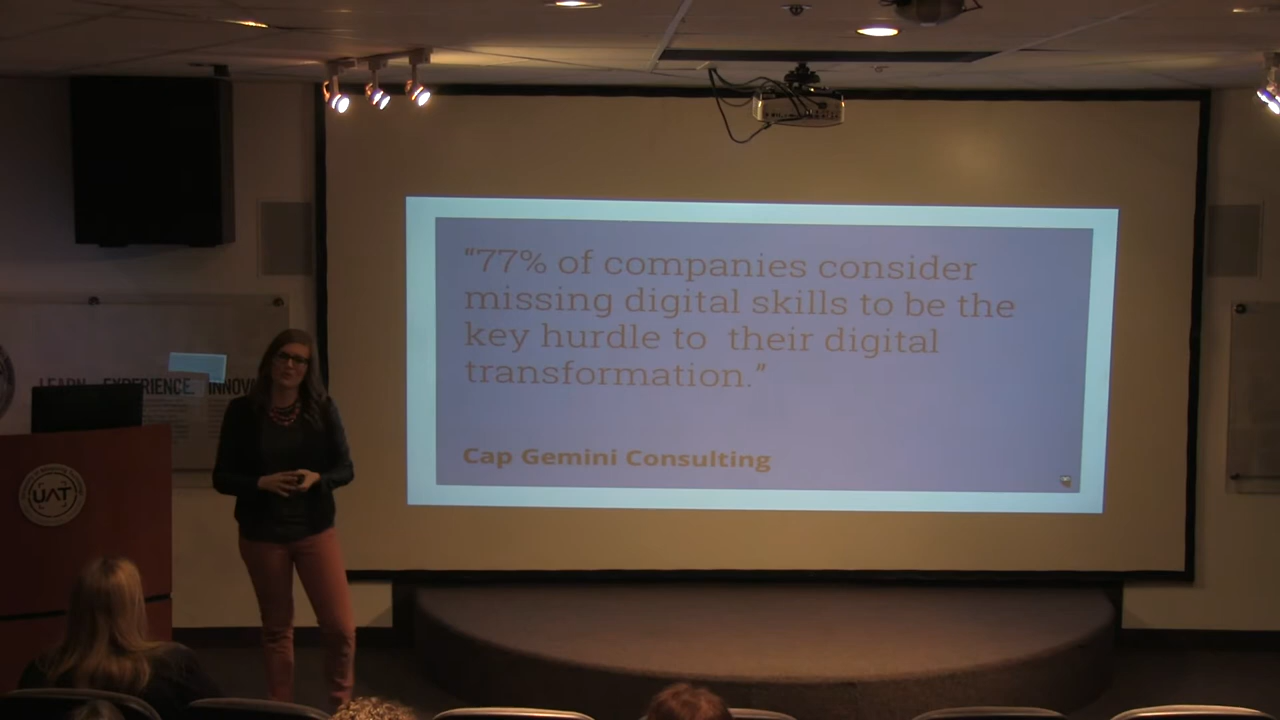 “77% of companies consider
missing digital skills to be the
key hurdle to  their digital
transformation.”
Cap Gemini Consulting
LEARN. EXPERIENCE. INNOV
UAT